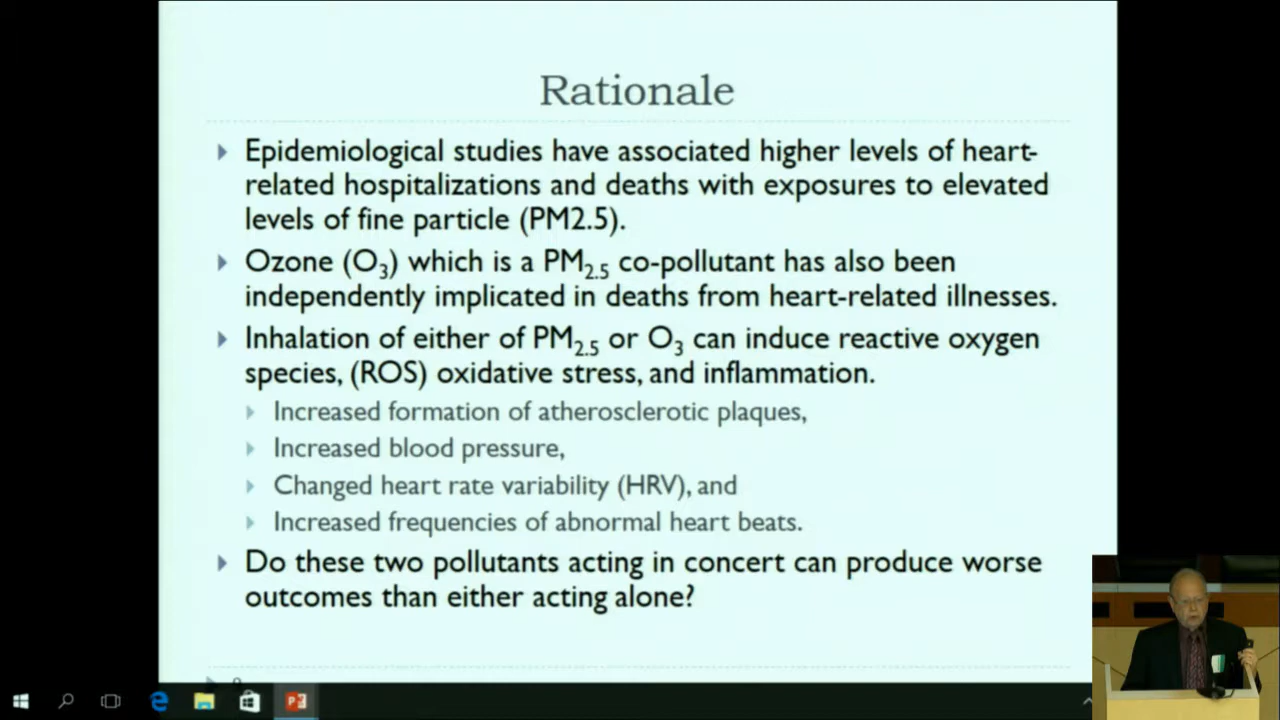 Rationale
Epidemiological studies have associated higher levels of heart-
related hospitalizations and deaths with exposures to elevated
levels of fine particle (PM2.5).
Ozone (O₃) which is a PM₂.₅ co-pollutant has also been
independently implicated in deaths from heart-related illnesses.
Inhalation of either of PM₂.₅ or O₃ can induce reactive oxygen
species, (ROS) oxidative stress, and inflammation.
Increased formation of atherosclerotic plaques,
Increased blood pressure,
Changed heart rate variability (HRV), and
Increased frequencies of abnormal heart beats.
Do these two pollutants acting in concert can produce worse
outcomes than either acting alone?